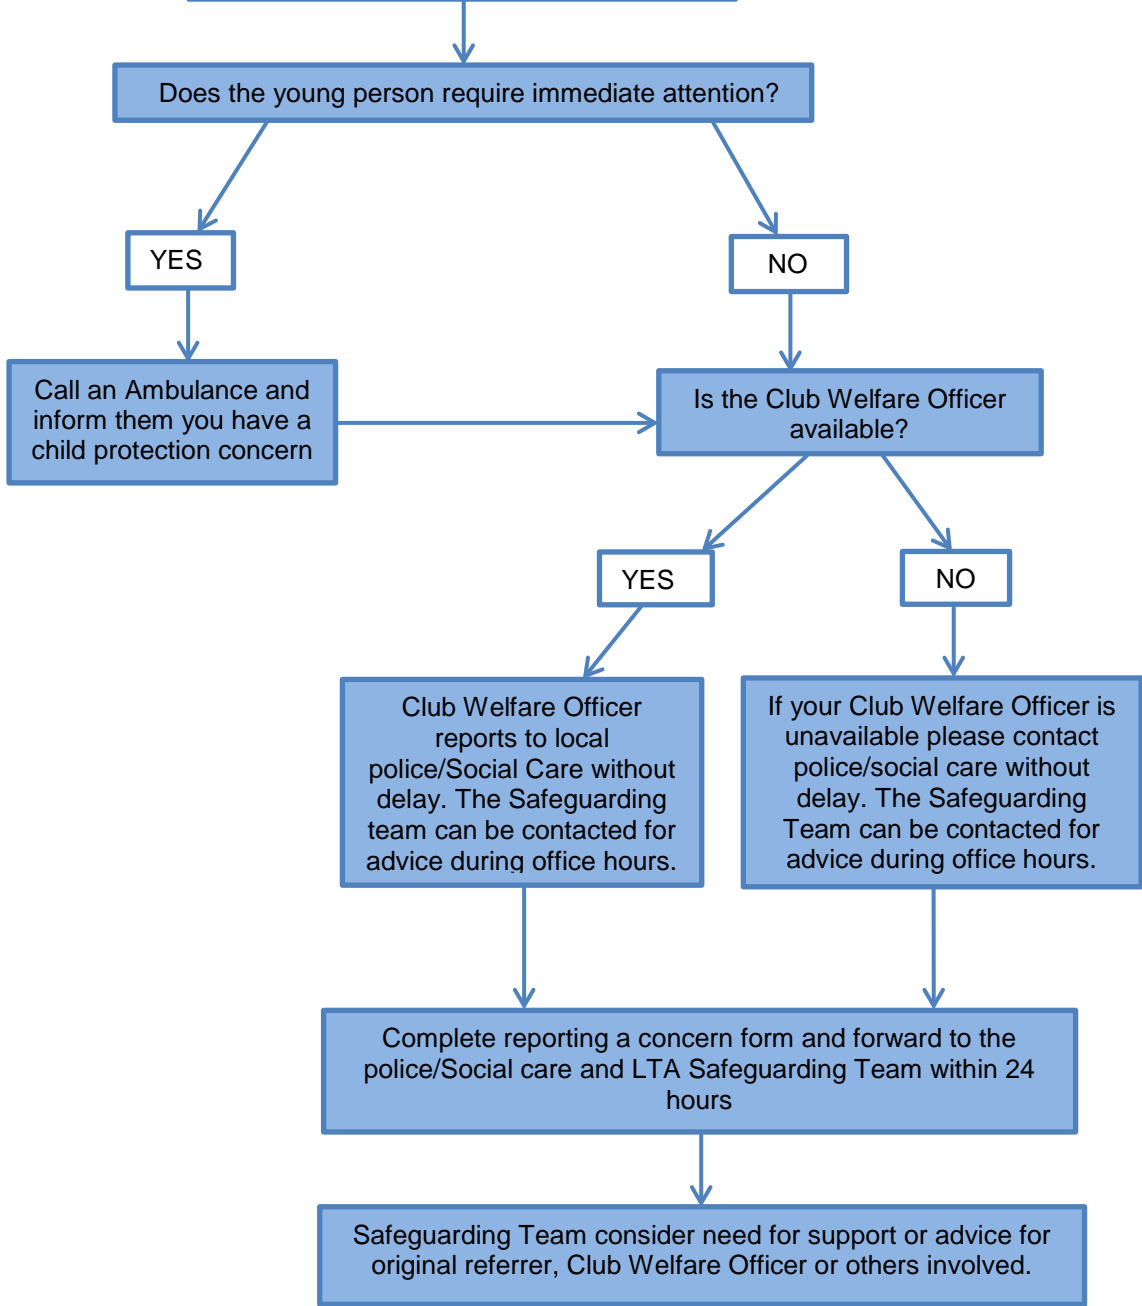 Does the young person require immediate attention?
YES
NO
Call an Ambulance and
inform them you have a
child protection concern
Is the Club Welfare Officer
available?
YES
NO
Club Welfare Officer
reports to local
police/Social Care without
delay. The Safeguarding
team can be contacted for
advice during office hours.
If your Club Welfare Officer is
unavailable please contact
police/social care without
delay. The Safeguarding
Team can be contacted for
advice during office hours.
Complete reporting a concern form and forward to the
police/Social care and LTA Safeguarding Team within 24
hours
Safeguarding Team consider need for support or advice for
original referrer, Club Welfare Officer or others involved.